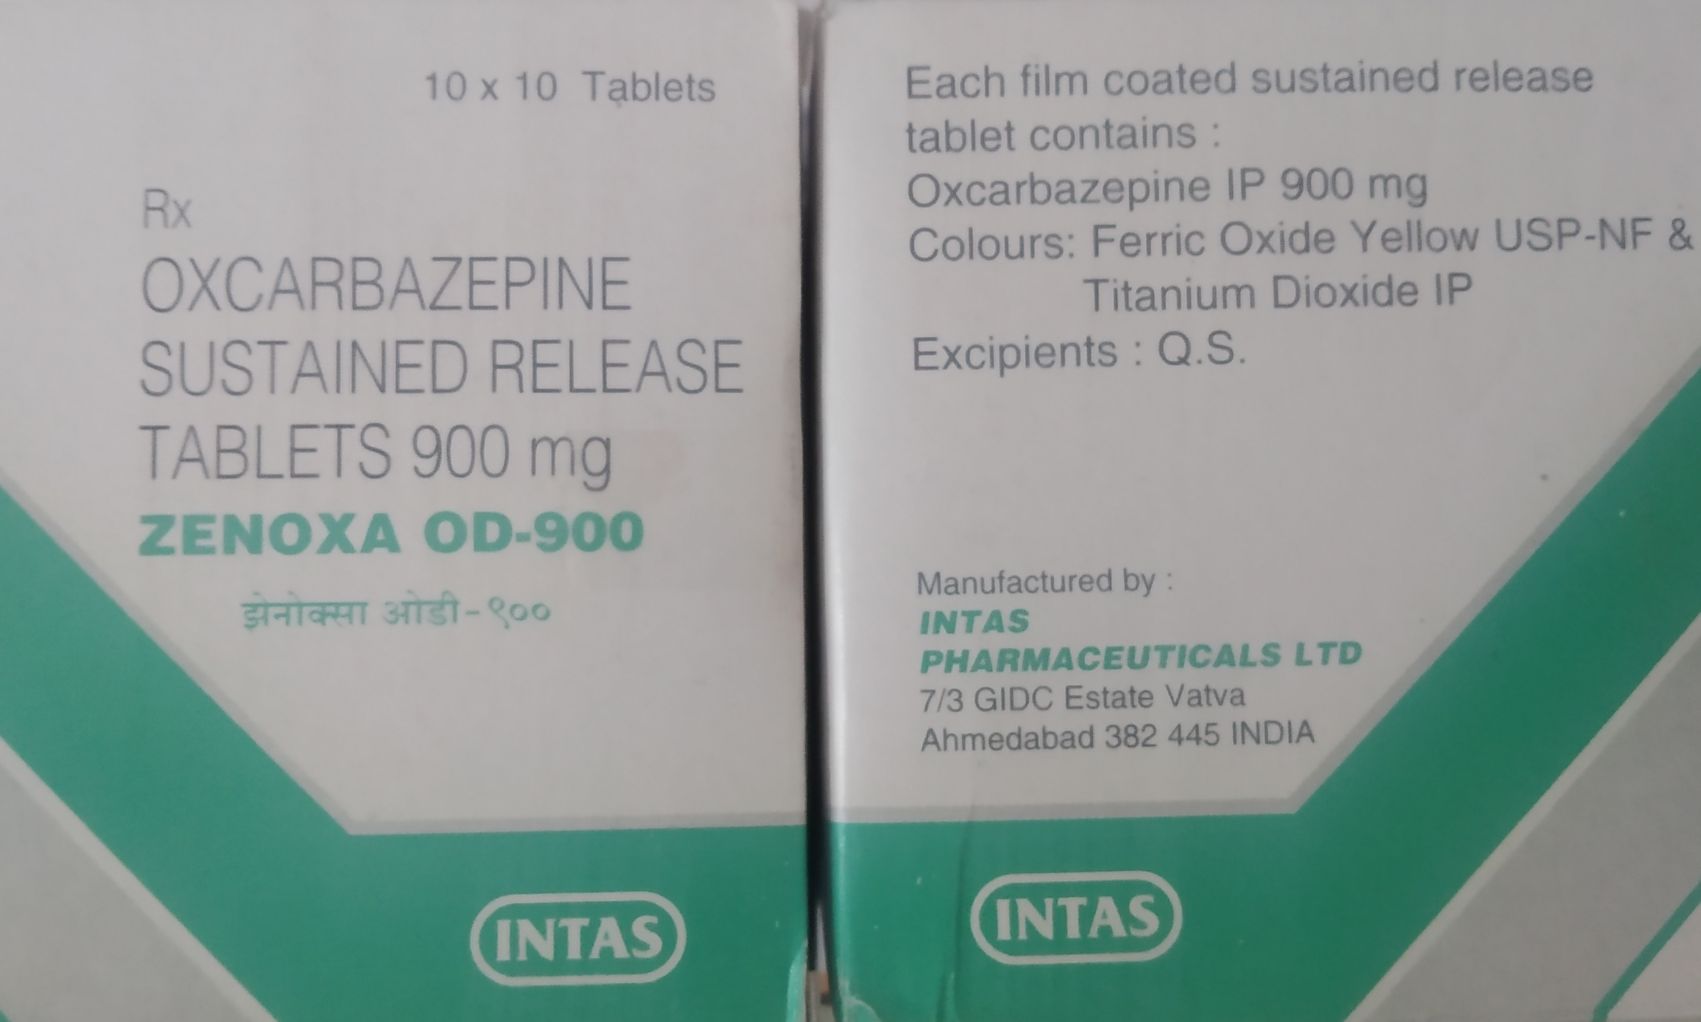 10 x 10 Tablets
Rx
OXCARBAZEPINE
SUSTAINED RELEASE
TABLETS 900 mg
ZENOXA OD-900
झेनोक्सा ओडी-९००
INTAS
Each film coated sustained release
tablet contains :
Oxcarbazepine IP 900 mg
Colours: Ferric Oxide Yellow USP-NF &
Titanium Dioxide IP
Excipients : Q.S.
Manufactured by :
INTAS
PHARMACEUTICALS LTD
7/3 GIDC Estate Vatva
Ahmedabad 382 445 INDIA
INTAS